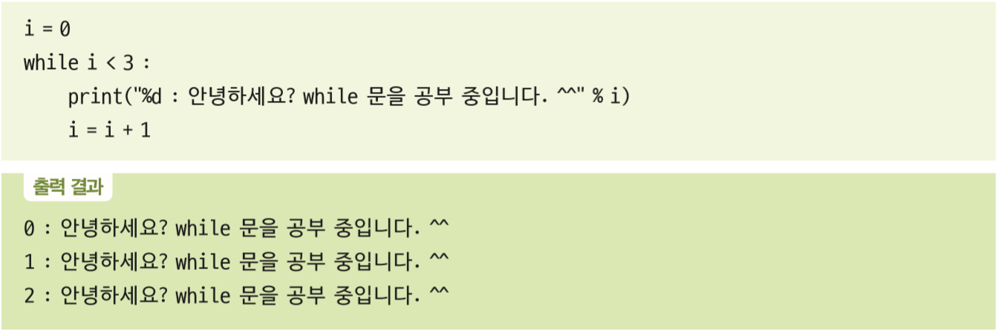 i = 0
while i < 3 :
    print("%d : 안녕하세요? while 문을 공부 중입니다. ^^" % i)
    i = i + 1
출력 결과
0 : 안녕하세요? while 문을 공부 중입니다. ^^
1 : 안녕하세요? while 문을 공부 중입니다. ^^
2 : 안녕하세요? while 문을 공부 중입니다. ^^